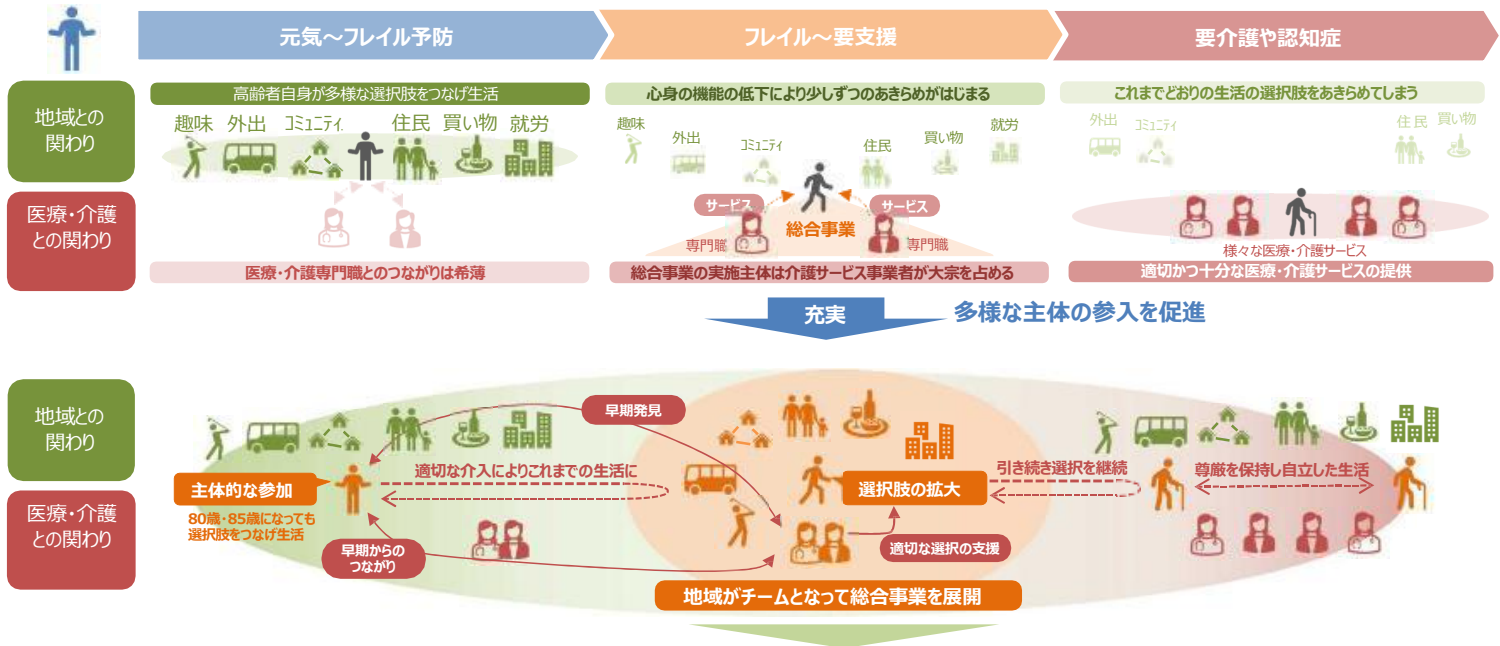 元気～フレイル予防
フレイル～要支援
要介護や認知症
地域との
関わり
高齢者自身が多様な選択肢をつなげ生活
趣味 外出 コミュニティ 住民 買い物 就労
心身の機能の低下により少しずつのあきらめがはじまる
趣味
外出
コミュニティ
住民
買い物
就労
これまでどおりの生活の選択肢をあきらめてしまう
外出
コミュニティ
住民
買い物
医療・介護
との関わり
医療・介護専門職とのつながりは希薄
サービス
サービス
総合事業
専門職
専門職
総合事業の実施主体は介護サービス事業者が大宗を占める
様々な医療・介護サービス
適切かつ十分な医療・介護サービスの提供
充実
多様な主体の参入を促進
地域との
関わり
医療・介護
との関わり
早期発見
主体的な参加
80歳・85歳になっても
選択肢をつなげ生活
適切な介入によりこれまでの生活に
早期からの
つながり
選択肢の拡大
適切な選択の支援
引き続き選択を継続
尊厳を保持し自立した生活
地域がチームとなって総合事業を展開